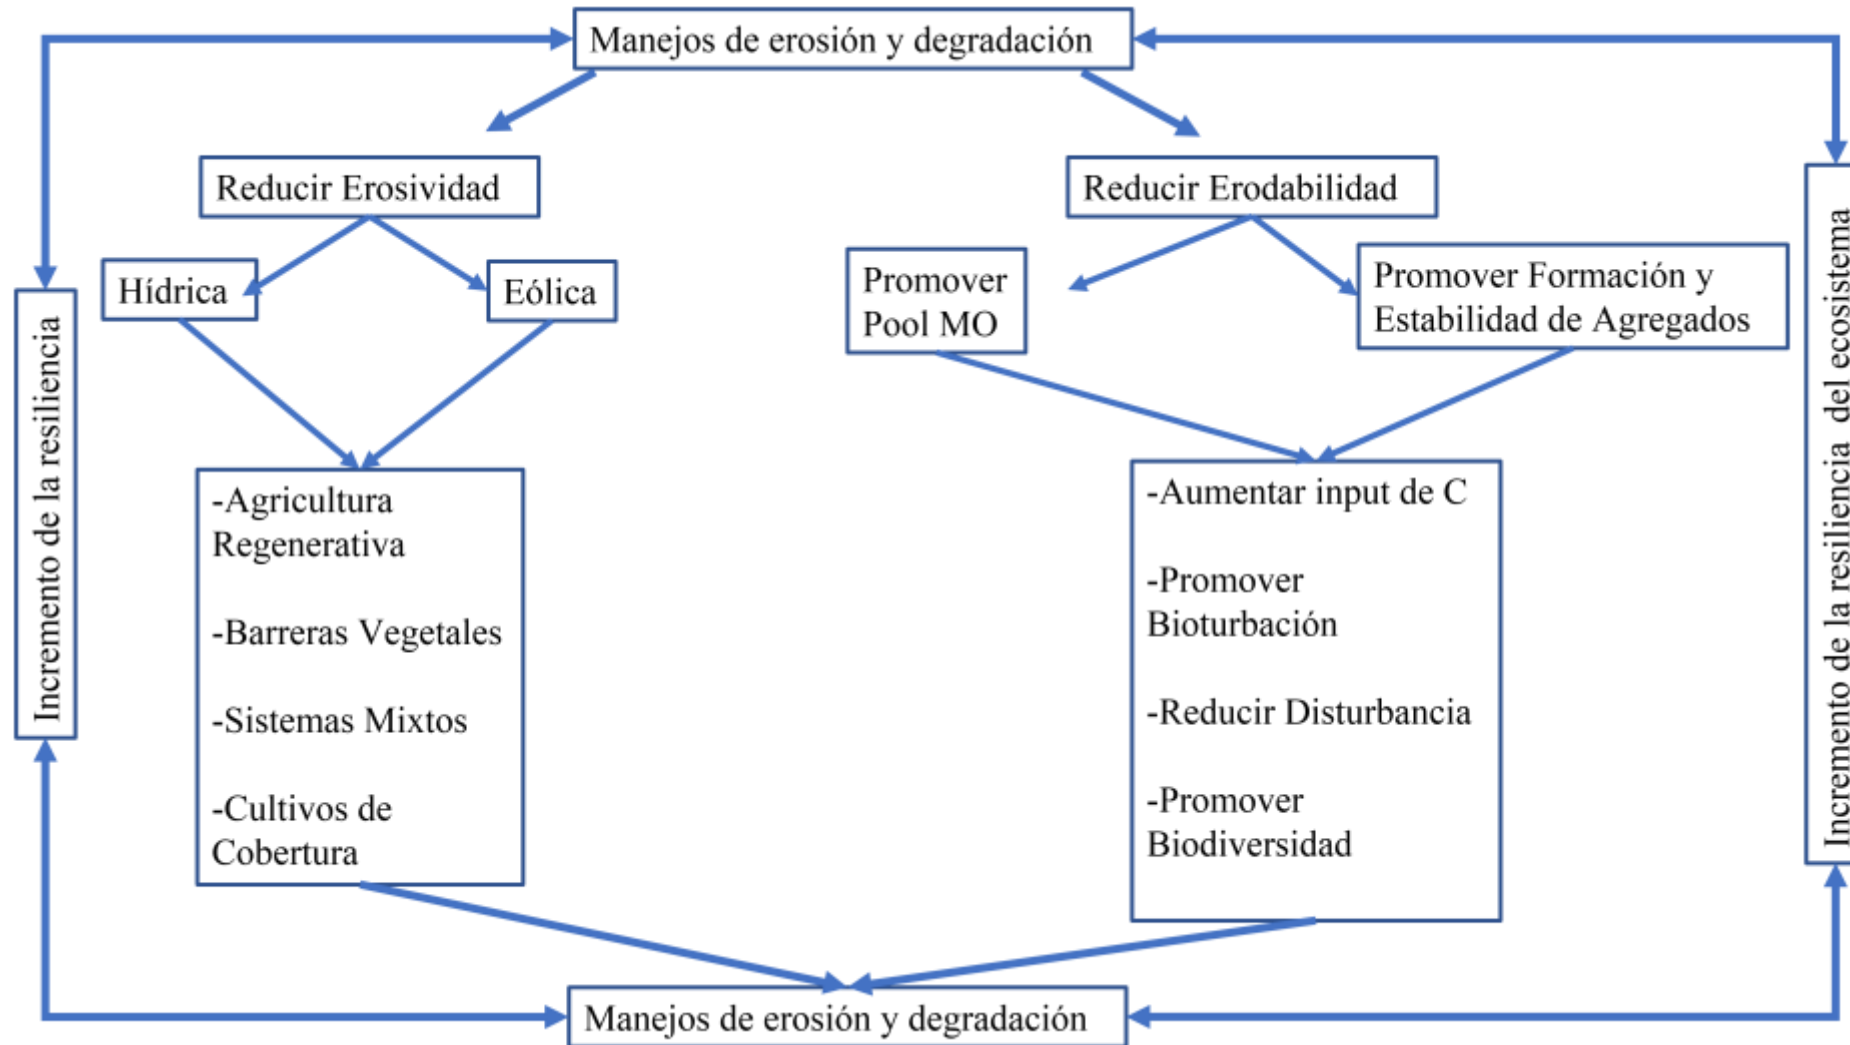 Manejos de erosión y degradación
Reducir Erosividad
Reducir Erodabilidad
Hídrica
Eólica
Promover
Pool MO
Promover Formación y
Estabilidad de Agregados
Incremento de la resiliencia
Incremento de la resiliencia del ecosistema
-Agricultura
Regenerativa
-Barreras Vegetales
-Sistemas Mixtos
-Cultivos de
Cobertura
-Aumentar input de C
-Promover
Bioturbación
-Reducir Disturbancia
-Promover
Biodiversidad
Manejos de erosión y degradación